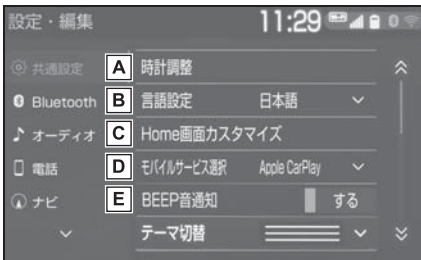 設定・編集 11:29 0
共通設定 A 時計調整
Bluetooth B 言語設定 日本語
オーディオ C Home画面カスタマイズ
電話 D モバイルサービス選択 Apple CarPlay
ナビ E BEEP音通知 する
テーマ切替